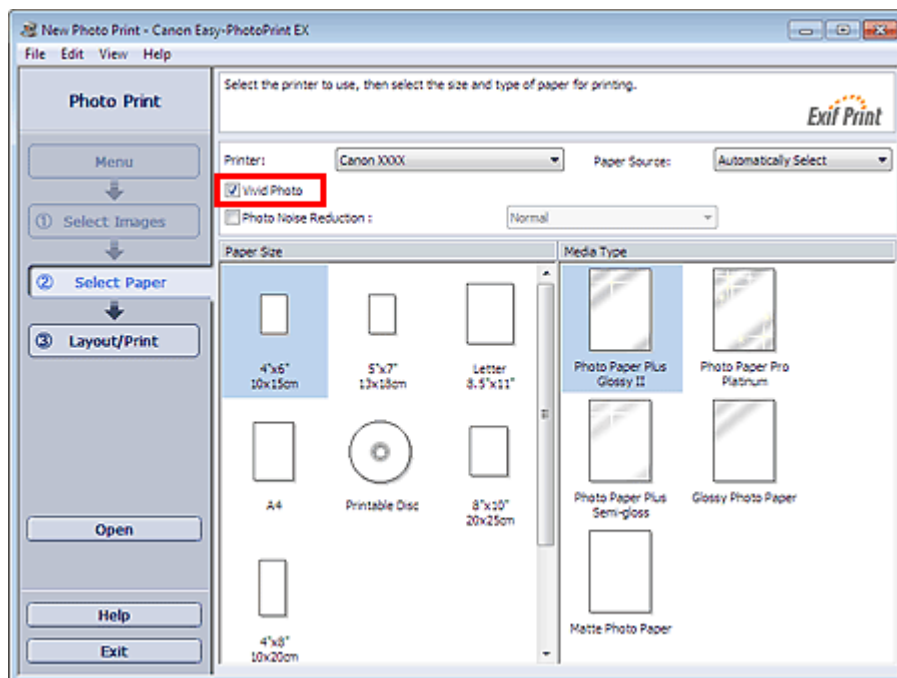 New Photo Print - Canon Easy-PhotoPrint EX
File Edit View Help
Photo Print
Select the printer to use, then select the size and type of paper for printing.
Exif Print
Menu
① Select Images
② Select Paper
③ Layout/Print
Open
Help
Exit
Printer: Canon XXXX Paper Source: Automatically Select
Vivid Photo
Photo Noise Reduction : Normal
Paper Size
4"x6"
10x15cm
5"x7"
13x18cm
Letter
8.5"x11"
A4
Printable Disc
8"x10"
20x25cm
4"x8"
10x20cm
Media Type
Photo Paper Plus
Glossy II
Photo Paper Pro
Platinum
Photo Paper Plus
Semi-gloss
Glossy Photo Paper
Matte Photo Paper